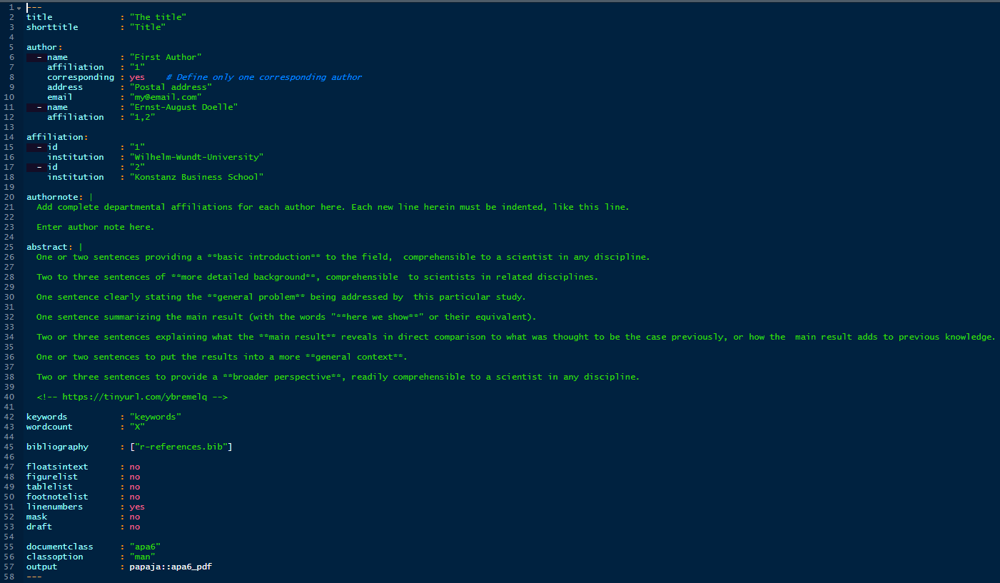 1 ---
2 title : "The title"
3 shorttitle : "Title"
4
5 author:
6 - name : "First Author"
7 affiliation : "1"
8 corresponding : yes # Define only one corresponding author
9 address : "Postal address"
10 email : "my@email.com"
11 - name : "Ernst-August Doelle"
12 affiliation : "1,2"
13
14 affiliation:
15 - id : "1"
16 institution : "Wilhelm-Wundt-University"
17 - id : "2"
18 institution : "Konstanz Business School"
19
20 authornote: |
21 Add complete departmental affiliations for each author here. Each new line herein must be indented, like this line.
22
23 Enter author note here.
24
25 abstract: |
26 One or two sentences providing a **basic introduction** to the field,  comprehensible to a scientist in any discipline.
27
28 Two to three sentences of **more detailed background**, comprehensible  to scientists in related disciplines.
29
30 One sentence clearly stating the **general problem** being addressed by  this particular study.
31
32 One sentence summarizing the main result (with the words "**here we show**" or their equivalent).
33
34 Two or three sentences explaining what the **main result** reveals in direct comparison to what was thought to be the case previously, or how the  main result adds to previous knowledge.
35
36 One or two sentences to put the results into a more **general context**.
37
38 Two or three sentences to provide a **broader perspective**, readily comprehensible to a scientist in any discipline.
39
40 <!-- https://tinyurl.com/ybremelq -->
41
42 keywords : "keywords"
43 wordcount : "X"
44
45 bibliography : ["r-references.bib"]
46
47 floatsintext : no
48 figurelist : no
49 tablelist : no
50 footnotelist : no
51 linenumbers : yes
52 mask : no
53 draft : no
54
55 documentclass : "apa6"
56 classoption : "man"
57 output : papaja::apa6_pdf
58 ---